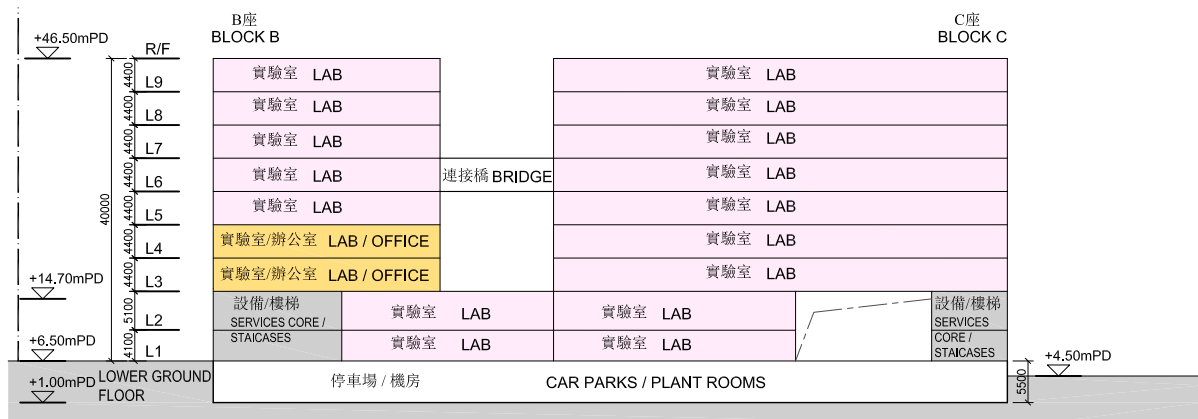 B座
BLOCK B
C座
BLOCK C
+46.50mPD
R/F
4400
L9
實驗室 LAB
實驗室 LAB
4400
L8
實驗室 LAB
實驗室 LAB
4400
L7
實驗室 LAB
實驗室 LAB
4400
L6
實驗室 LAB
連接橋 BRIDGE
實驗室 LAB
4400
L5
實驗室 LAB
實驗室 LAB
40000
4400
L4
實驗室/辦公室 LAB / OFFICE
實驗室 LAB
4400
L3
實驗室/辦公室 LAB / OFFICE
實驗室 LAB
+14.70mPD
5100
L2
設備/樓梯
SERVICES CORE /
STAICASES
實驗室 LAB
實驗室 LAB
設備/樓梯
SERVICES
CORE /
STAICASES
+6.50mPD
4100
L1
實驗室 LAB
實驗室 LAB
+4.50mPD
+1.00mPD
LOWER GROUND
FLOOR
停車場 / 機房
CAR PARKS / PLANT ROOMS
5500